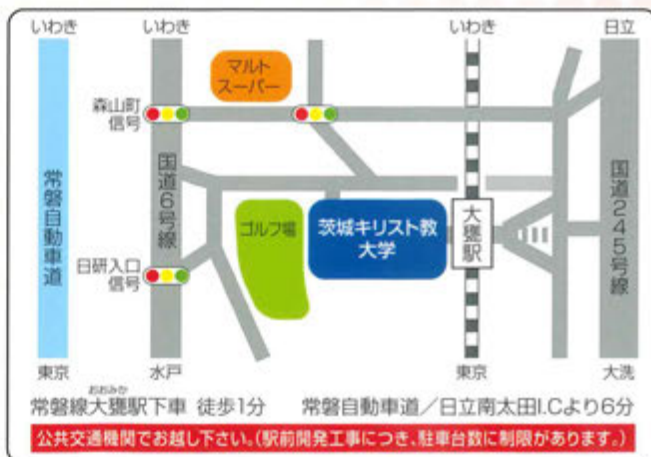 いわき
いわき
いわき
日立
マルト
スーパー
森山町
信号
常磐自動車道
国道6号線
国道245号線
ゴルフ場
茨城キリスト教
大学
大甕駅
日研入口
信号
東京
水戸
東京
大洗
おおみか
常磐線大甕駅下車 徒歩1分
常磐自動車道／日立南太田I.Cより6分
公共交通機関でお越し下さい。(駅前開発工事につき、駐車台数に制限があります。)